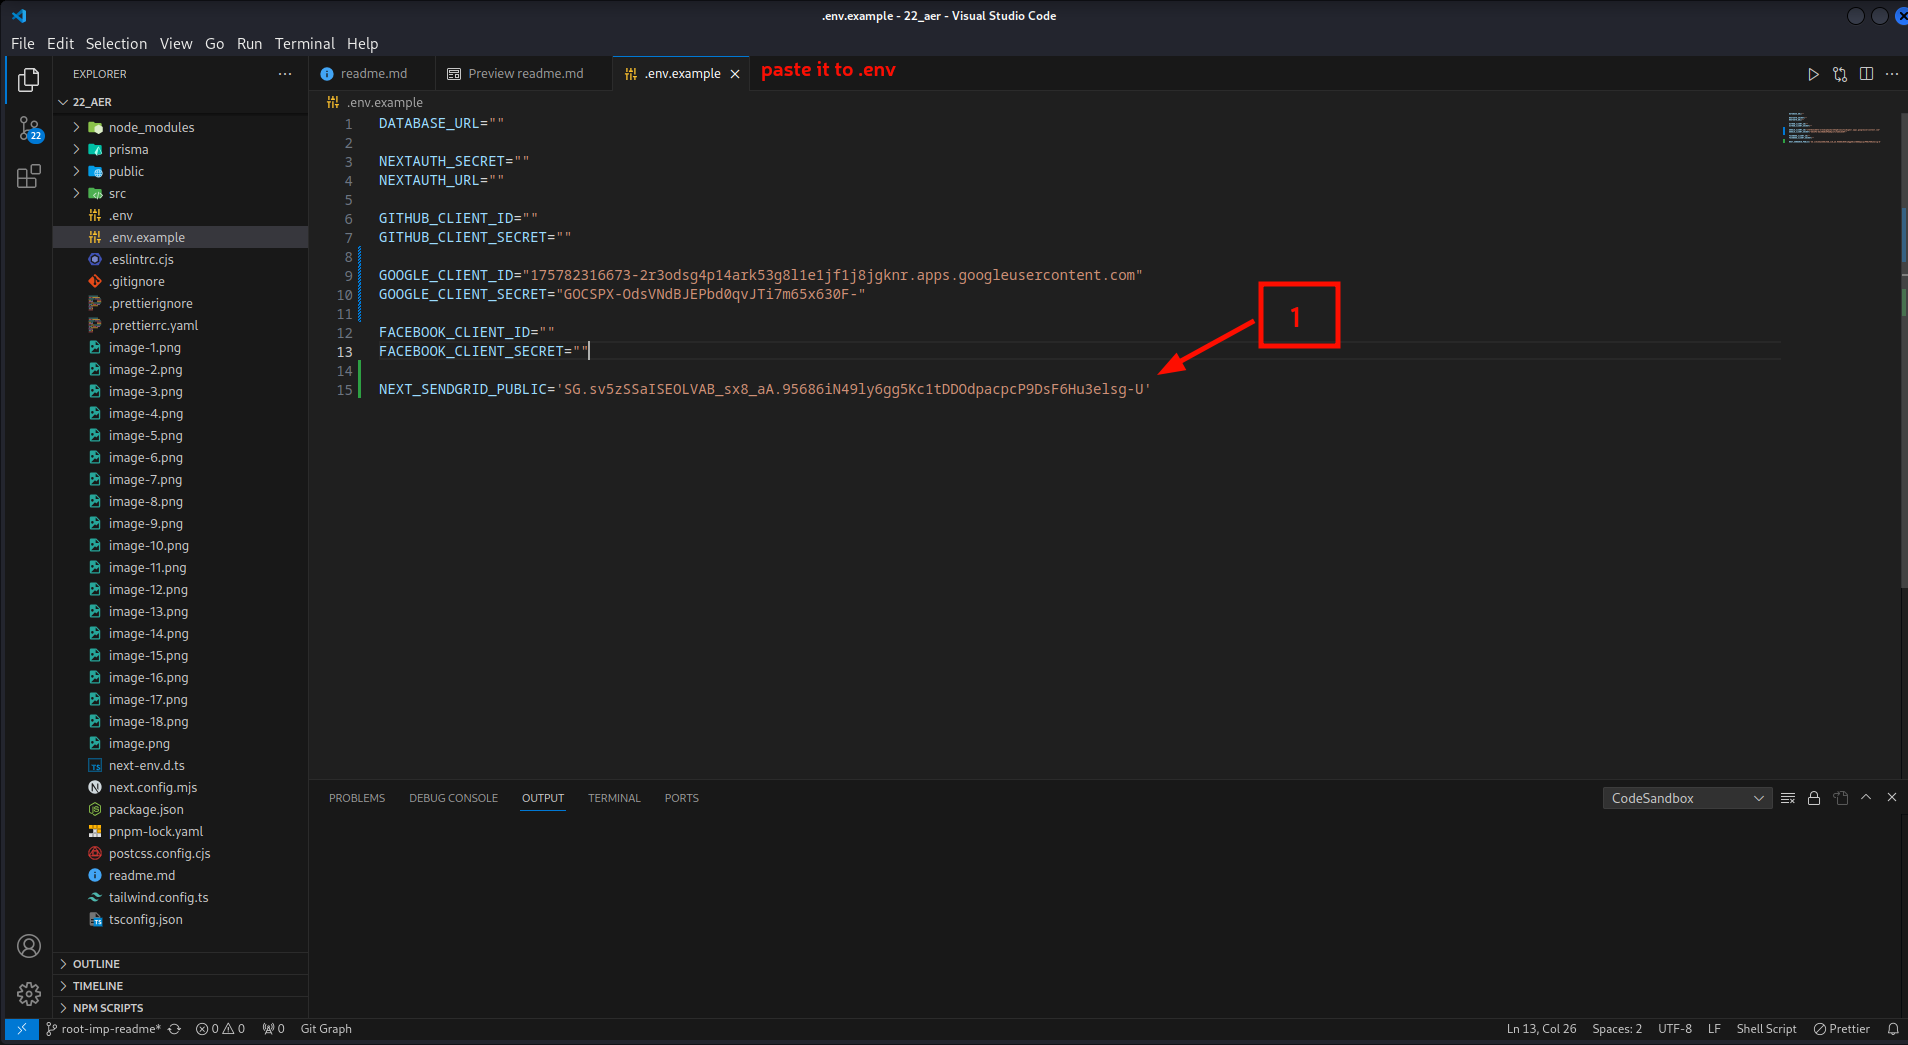 .env.example - 22_aer - Visual Studio Code
File Edit Selection View Go Run Terminal Help
EXPLORER
readme.md
Preview readme.md
.env.example
paste it to .env
22_AER
node_modules
prisma
public
src
.env
.env.example
.eslintrc.cjs
.gitignore
.prettierignore
.prettierrc.yaml
image-1.png
image-2.png
image-3.png
image-4.png
image-5.png
image-6.png
image-7.png
image-8.png
image-9.png
image-10.png
image-11.png
image-12.png
image-13.png
image-14.png
image-15.png
image-16.png
image-17.png
image-18.png
image.png
next-env.d.ts
next.config.mjs
package.json
pnpm-lock.yaml
postcss.config.cjs
readme.md
tailwind.config.ts
tsconfig.json
OUTLINE
TIMELINE
NPM SCRIPTS
22
.env.example
1 DATABASE_URL=""
2
3 NEXTAUTH_SECRET=""
4 NEXTAUTH_URL=""
5
6 GITHUB_CLIENT_ID=""
7 GITHUB_CLIENT_SECRET=""
8
9 GOOGLE_CLIENT_ID="175782316673-2r3odsg4p14ark53g8l1e1jf1j8jgknr.apps.googleusercontent.com"
10 GOOGLE_CLIENT_SECRET="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"
11
12 FACEBOOK_CLIENT_ID=""
13 FACEBOOK_CLIENT_SECRET=""
14
15 NEXT_SENDGRID_PUBLIC='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'
1
PROBLEMS DEBUG CONSOLE OUTPUT TERMINAL PORTS
CodeSandbox
root-imp-readme* 0 0 0 Git Graph
Ln 13, Col 26 Spaces: 2 UTF-8 LF Shell Script Prettier